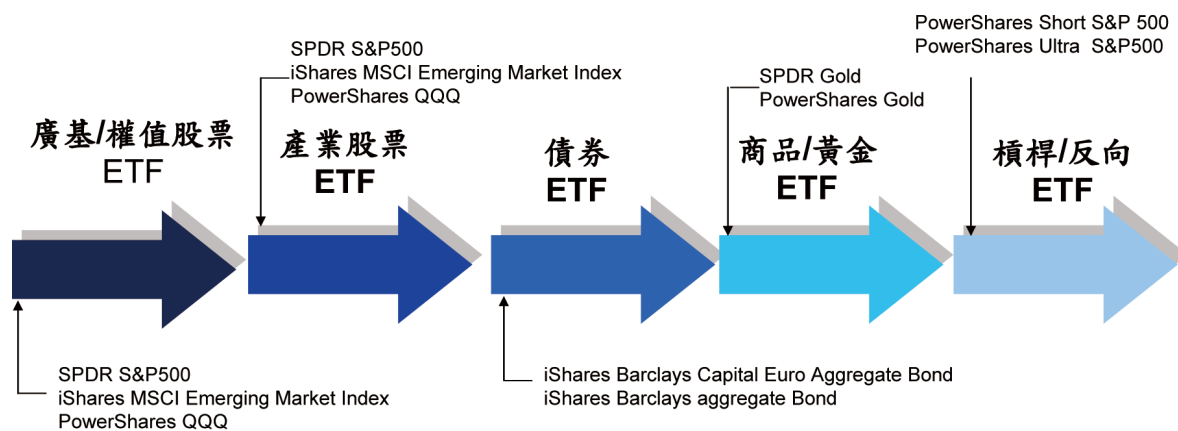 PowerShares Short S&P 500
PowerShares Ultra S&P500
SPDR S&P500
iShares MSCI Emerging Market Index
PowerShares QQQ
SPDR Gold
PowerShares Gold
廣基/權值股票
ETF
產業股票
ETF
債券
ETF
商品/黃金
ETF
槓桿/反向
ETF
SPDR S&P500
iShares MSCI Emerging Market Index
PowerShares QQQ
iShares Barclays Capital Euro Aggregate Bond
iShares Barclays aggregate Bond